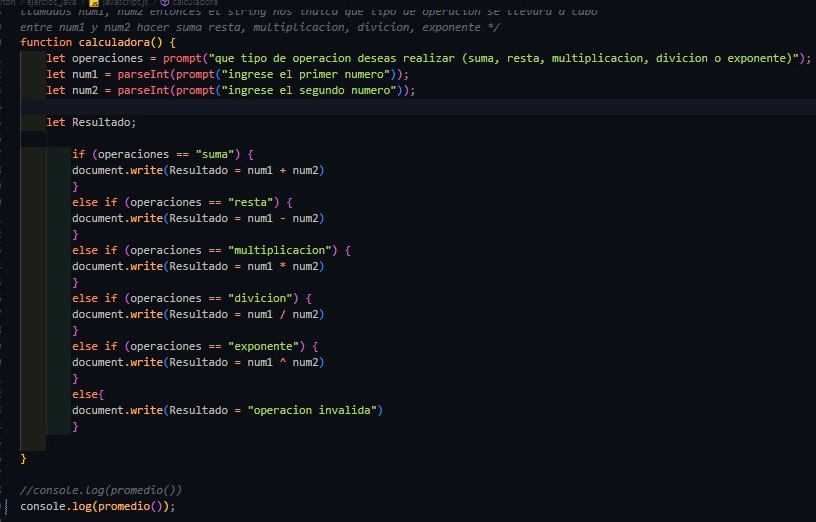 ejercios_java > JS javascript.js > calculadora
llamados num1, num2 entonces el string nos indica que tipo de operacion se llevara a cabo
entre num1 y num2 hacer suma resta, multiplicacion, divicion, exponente */
function calculadora() {
let operaciones = prompt("que tipo de operacion deseas realizar (suma, resta, multiplicacion, divicion o exponente)");
let num1 = parseInt(prompt("ingrese el primer numero"));
let num2 = parseInt(prompt("ingrese el segundo numero"));
let Resultado;
if (operaciones == "suma") {
document.write(Resultado = num1 + num2)
}
else if (operaciones == "resta") {
document.write(Resultado = num1 - num2)
}
else if (operaciones == "multiplicacion") {
document.write(Resultado = num1 * num2)
}
else if (operaciones == "divicion") {
document.write(Resultado = num1 / num2)
}
else if (operaciones == "exponente") {
document.write(Resultado = num1 ^ num2)
}
else{
document.write(Resultado = "operacion invalida")
}
}
//console.log(promedio())
console.log(promedio());